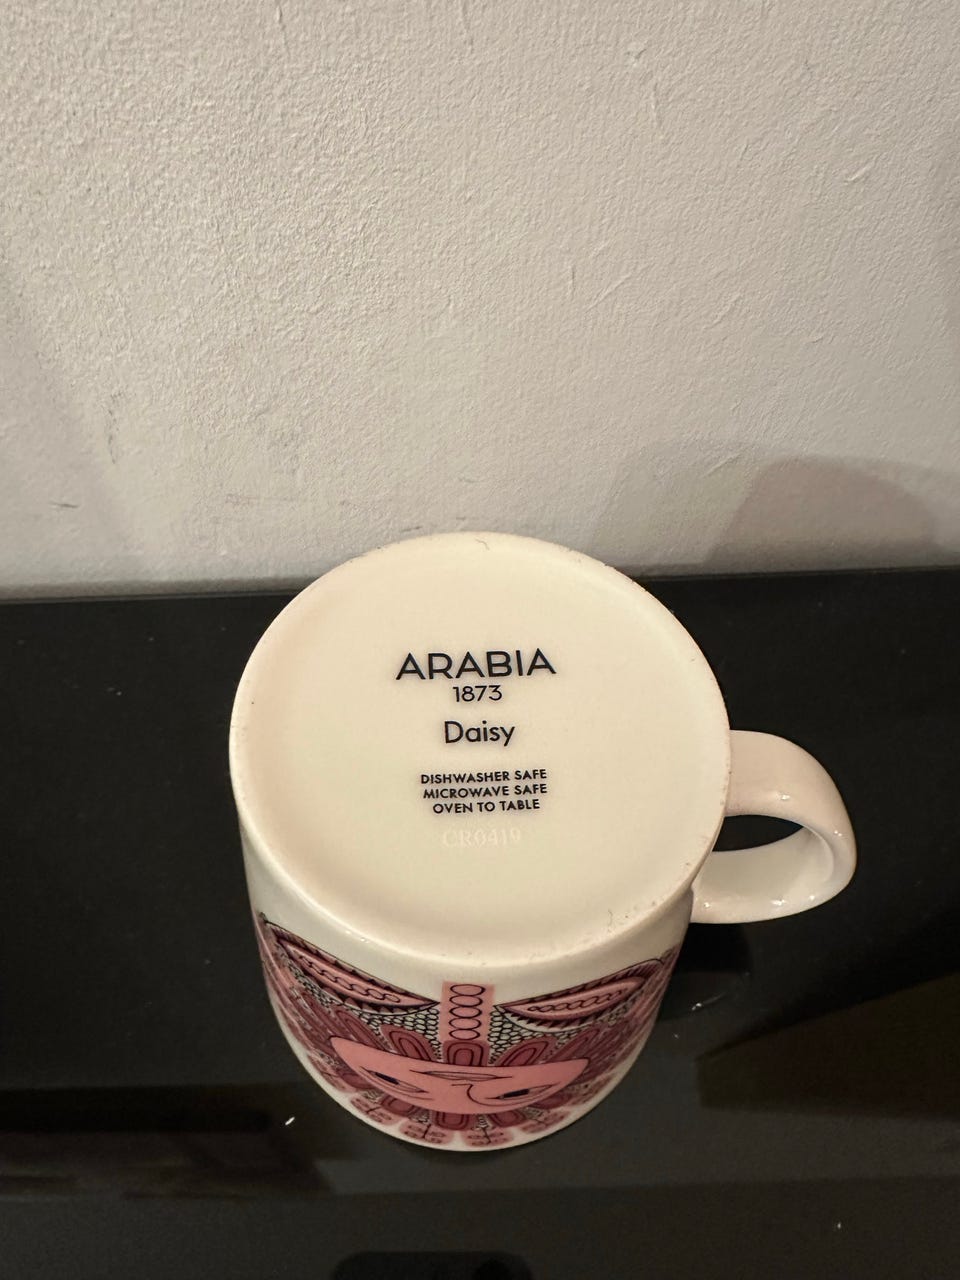 ARABIA
1873
Daisy
DISHWASHER SAFE
MICROWAVE SAFE
OVEN TO TABLE
CR0419